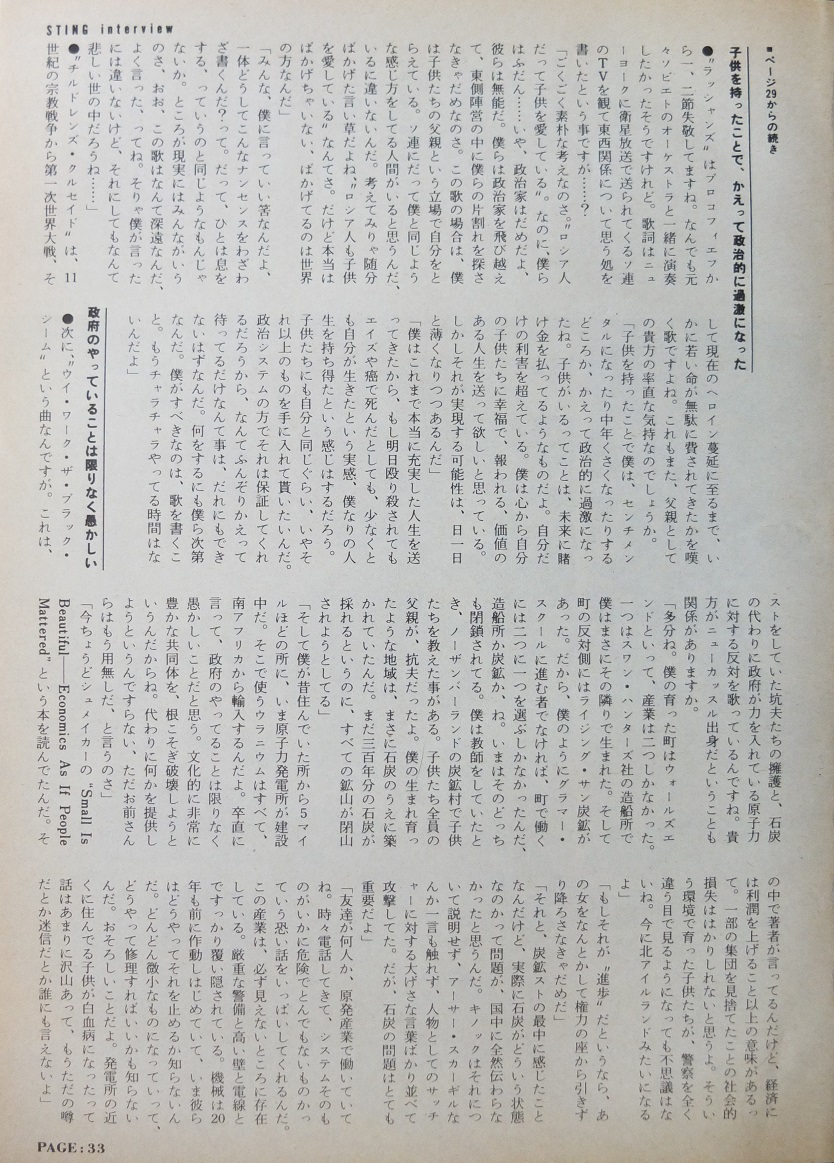 STING interview
■ページ29からの続き
子供を持ったことで、かえって政治的に過激になった
●〝ラッシャンズ〟はプロコフィエフか
ら一、二節失敬してますね。なんでも元
々ソビエトのオーケストラと一緒に演奏
したかったそうですけれど。歌詞はニュ
ーヨークに衛星放送で送られてくるソ連
のTVを観て東西関係について思う処を
書いたという事ですが……？
「ごくごく素朴な考えなのさ。〝ロシア人
だって子供を愛している〟。なのに、僕ら
はふだん……いや、政治家はだめだよ、
彼らは無能だ。僕らは政治家を飛び越え
て、東側陣営の中に僕らの片割れを探さ
なきゃだめなのさ。この歌の場合は、僕
は子供たちの父親という立場で自分をと
らえている。ソ連にだって僕と同じよう
な感じ方をしてる人間がいると思うんだ、
いるに違いないんだ。考えてみりゃ随分
ばかげた言い草だよね〝ロシア人も子供
を愛している〟なんてさ。だけど本当は
ばかげちゃいない、ばかげてるのは世界
の方なんだ」
「みんな、僕に言っていい筈なんだよ、
一体どうしてこんなナンセンスをわざわ
ざ書くんだ？って。だって、ひとは息を
する、っていうのと同じようなもんじゃ
ないか。ところが現実にはみんながいう
のさ、おお、この歌はなんて深遠なんだ、
よく言った、ってね。そりゃ僕が言った
には違いないけど、それにしてもなんて
悲しい世の中だろうね……」
●〝チルドレンズ・クルセイド〟は、11
世紀の宗教戦争から第一次世界大戦、そ
して現在のヘロイン蔓延に至るまで、い
かに若い命が無駄に費されてきたかを嘆
く歌ですよね。これもまた、父親として
の貴方の率直な気持なのでしょうか。
「子供を持ったことで僕は、センチメン
タルになったり中年くさくなったりする
どころか、かえって政治的に過激になっ
たね。子供がいるってことは、未来に賭
け金を払ってるようなものだよ。自分だ
けの利害を超えている。僕は心から自分
の子供たちに幸福で、報われる、価値の
ある人生を送って欲しいと思っている。
しかしそれが実現する可能性は、日一日
と薄くなりつつあるんだ」
「僕はこれまで本当に充実した人生を送
ってきたから、もし明日殴り殺されても
エイズや癌で死んだとしても、少なくと
も自分が生きたという実感、僕なりの人
生を持ち得たという感じはするだろう。
子供たちにも自分と同じぐらい、いやそ
れ以上のものを手に入れて貰いたいんだ。
政治システムの方でそれは保証してくれ
るだろうから、なんてふんぞりかえって
待ってるだけなんて事は、だれにもでき
ないはずなんだ。何をするにも僕ら次第
なんだ。僕がすべきなのは、歌を書くこ
と。もうチャラチャラやってる時間はな
いんだよ」
政府のやっていることは限りなく愚かしい
●次に、〝ウイ・ワーク・ザ・ブラック・
シーム〟という曲なんですが。これは、
ストをしていた坑夫たちの擁護と、石炭
の代わりに政府が力を入れている原子力
に対する反対を歌っているんですね。貴
方がニューカッスル出身だということも
関係がありますか。
「多分ね。僕の育った町はウォールズエ
ンドといって、産業は二つしかなかった。
一つはスワン・ハンターズ社の造船所で
僕はまさにその隣りで生まれた。そして
町の反対側にはライジング・サン炭鉱が
あった。だから、僕のようにグラマー・
スクールに進む者でなければ、町で働く
には二つに一つを選ぶしかなかったんだ、
造船所か炭鉱か、ね。いまはそのどっち
も閉鎖されてる。僕は教師をしていたと
き、ノーザンバーランドの炭鉱村で子供
たちを教えた事がある。子供たち全員の
父親が、抗夫だったよ。僕の生まれ育っ
たような地域は、まさに石炭のうえに築
かれていたんだ。まだ三百年分の石炭が
採れるというのに、すべての鉱山が閉山
されようとしてる」
「そして僕が昔住んでいた所から5マイ
ルほどの所に、いま原子力発電所が建設
中だ。そこで使うウラニウムはすべて、
南アフリカから輸入するんだよ。卒直に
言って、政府のやってることは限りなく
愚かしいことだと思う。文化的に非常に
豊かな共同体を、根こそぎ破壊しようと
いうんだからね。代わりに何かを提供し
ようというんですらない、ただお前さん
らはもう用無しだ、と言うのさ」
「今ちょうどシュメイカーの〝Small Is
Beautiful——Economics As If People
Mattered〟という本を読んでたんだ。そ
の中で著者が言ってるんだけど、経済に
は利潤を上げること以上の意味があるっ
て。一部の集団を見捨てたことの社会的
損失ははかりしれないと思うよ。そうい
う環境で育った子供たちが、警察を全く
違う目で見るようになっても不思議はな
いね。今に北アイルランドみたいになる
よ」
「もしそれが〝進歩〟だというなら、あ
の女をなんとかして権力の座から引きず
り降ろさなきゃだめだ」
「それと、炭鉱ストの最中に感じたこと
なんだけど、実際に石炭がどういう状態
なのかって問題が、国中に全然伝わらな
かったと思うんだ。キノックはそれにつ
いて説明せず、アーサー・スカーギルな
んか一言も触れず、人物としてのサッチ
ャーに対する大げさな言葉ばかり並べて
攻撃してた。だが、石炭の問題はとても
重要だよ」
「友達が何人か、原発産業で働いていて
ね。時々電話してきて、システムそのも
のがいかに危険でとんでもないものかっ
ていう恐い話をいっぱいしてくれるんだ。
この産業は、必ず見えないところに存在
している。厳重な警備と高い壁と電線と
ですっかり覆い隠されている。機械は20
年も前に作動しはじめていて、いま彼ら
はどうやってそれを止めるか知らないん
だ。どんどん微小なものになっていって、
どうやって修理すればいいかも知らない
んだ。おそろしいことだよ。発電所の近
くに住んでる子供が白血病になったって
話はあまりに沢山あって、もうただの噂
だとか迷信だとか誰にも言えないよ」
PAGE:33